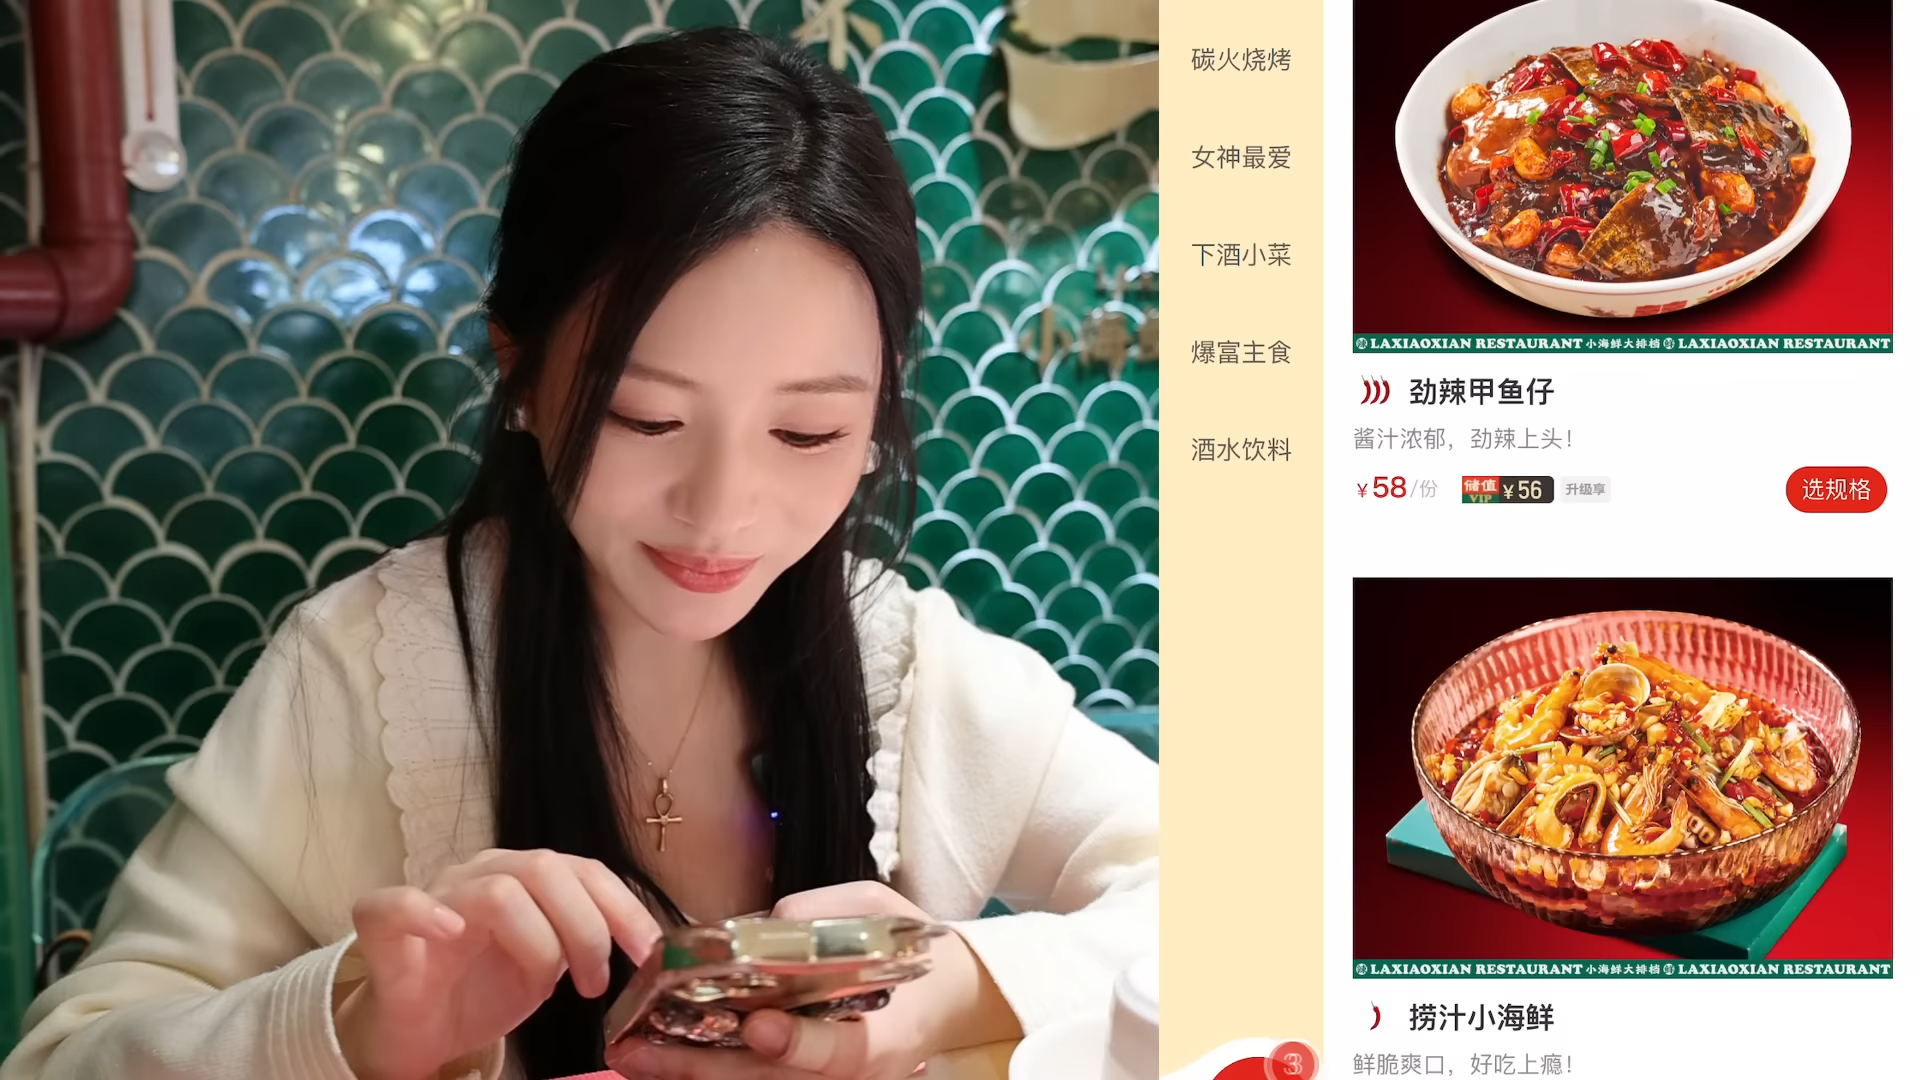 碳火烧烤
女神最爱
下酒小菜
爆富主食
酒水饮料
3
LAXIAOXIAN RESTAURANT 小海鲜大排档 LAXIAOXIAN RESTAURANT
劲辣甲鱼仔
酱汁浓郁，劲辣上头！
¥58/份 储值 VIP ¥56 升级享
选规格
LAXIAOXIAN RESTAURANT 小海鲜大排档 LAXIAOXIAN RESTAURANT
捞汁小海鲜
鲜脆爽口，好吃上瘾！